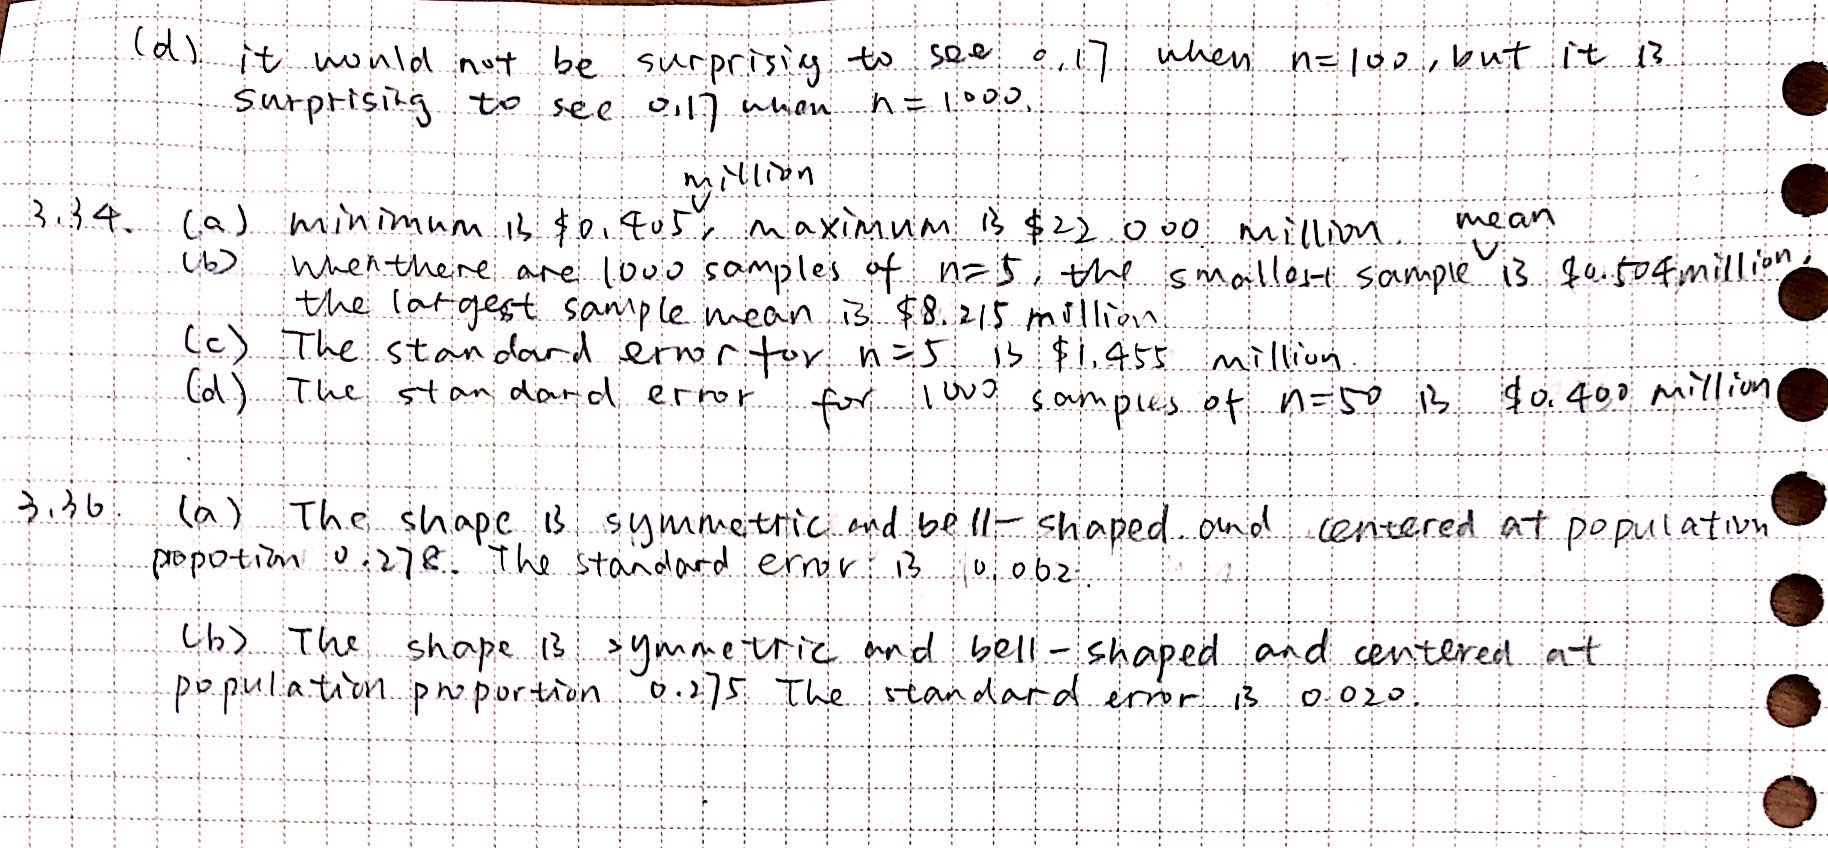 (d) it would not be surprisig to see 0.17 when n=100, but it is
surprising to see 0.17 when n=1000.
million
3.34. (a) minimum is $0.405, maximum is $22.000 million.
mean
(b) when there are 1000 samples of n=5, the smallest sample is $0.504 million,
the largest sample mean is $8.215 million
(c) The standard error for n=5 is $1.455 million.
(d) The standard error for 1000 samples of n=50 is $0.400 million
3.36. (a) The shape is symmetric and bell-shaped and centered at population
popotion 0.278. The standard error is 0.062.
(b) The shape is symmetric and bell-shaped and centered at
population proportion 0.275 The standard error is 0.020.